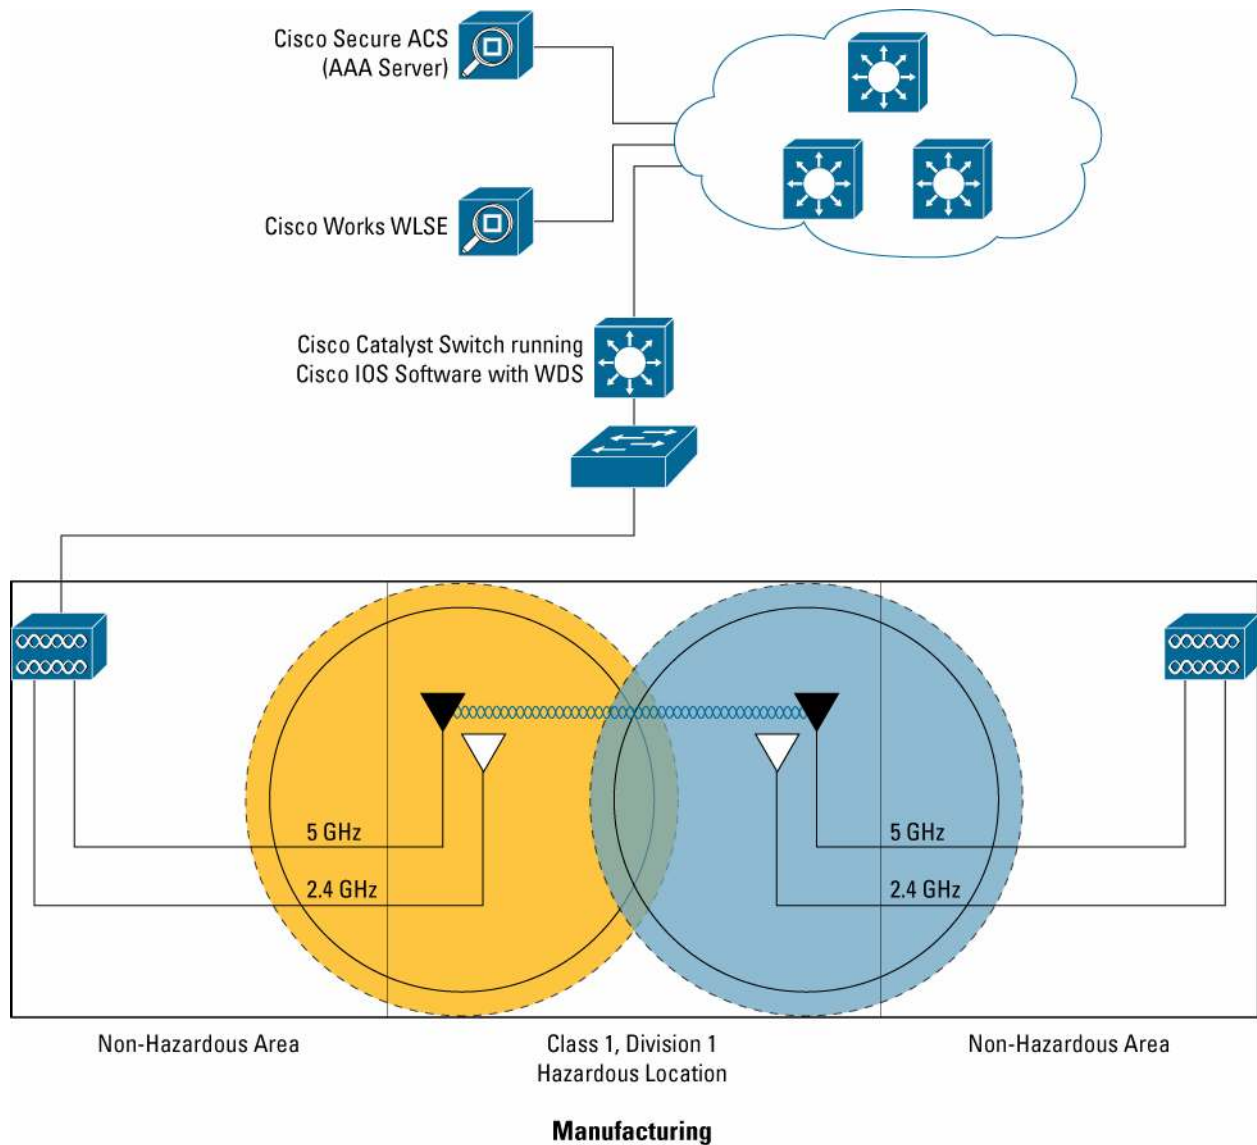 Cisco Secure ACS
(AAA Server)
Cisco Works WLSE
Cisco Catalyst Switch running
Cisco IOS Software with WDS
5 GHz
2.4 GHz
5 GHz
2.4 GHz
Non-Hazardous Area
Class 1, Division 1
Hazardous Location
Non-Hazardous Area
Manufacturing